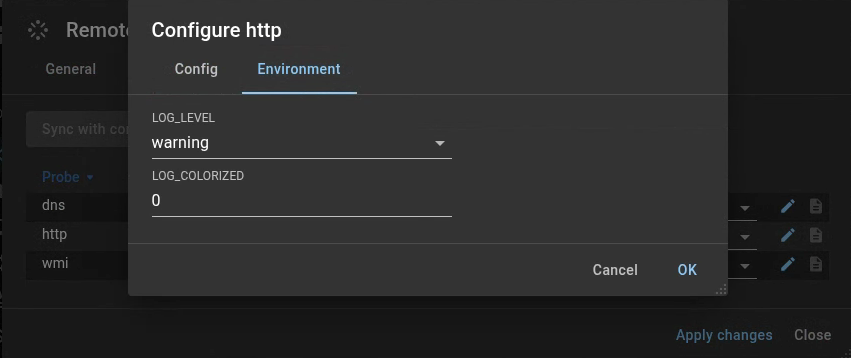 Remote
Configure http
General
Config
Environment
LOG_LEVEL
warning
Sync with co
LOG_COLORIZED
0
Probe
dns
http
wmi
Cancel
OK
Apply changes
Close